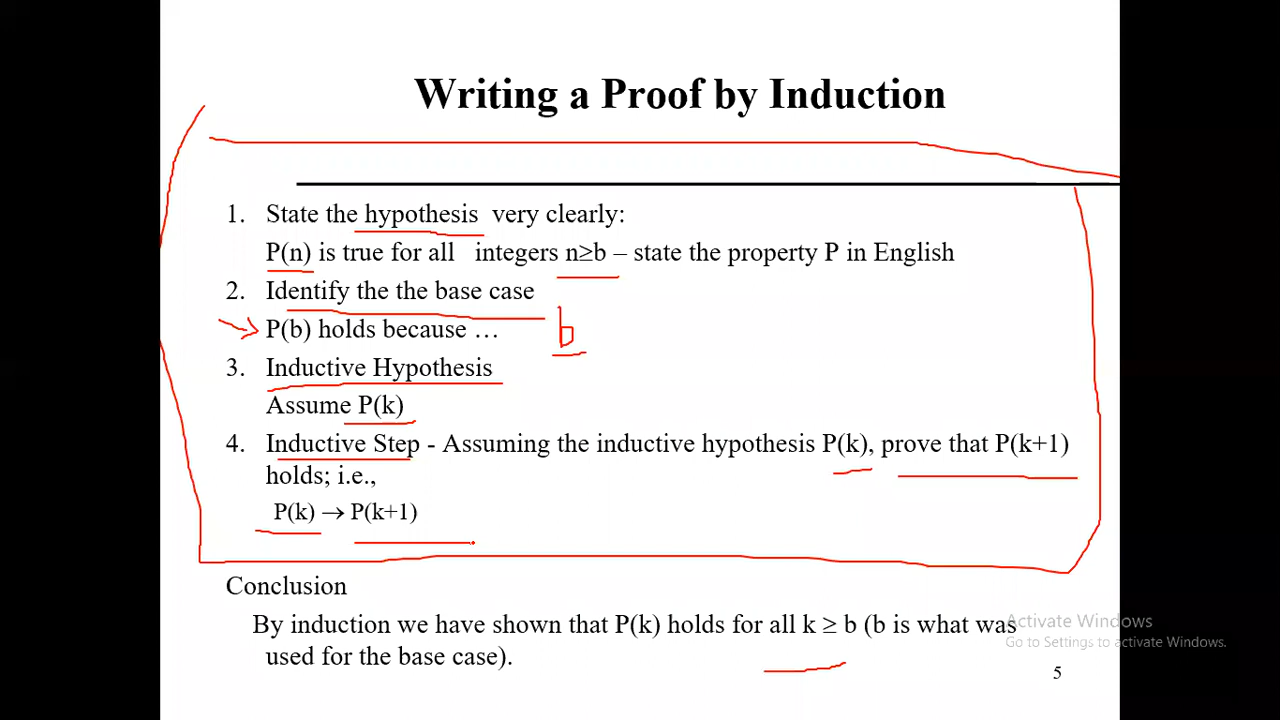 Writing a Proof by Induction
1. State the hypothesis very clearly:
P(n) is true for all integers n≥b – state the property P in English
2. Identify the the base case
P(b) holds because …
b
3. Inductive Hypothesis
Assume P(k)
4. Inductive Step - Assuming the inductive hypothesis P(k), prove that P(k+1)
holds; i.e.,
P(k) → P(k+1)
Conclusion
By induction we have shown that P(k) holds for all k ≥ b (b is what was
used for the base case).
Activate Windows
Go to Settings to activate Windows.
5